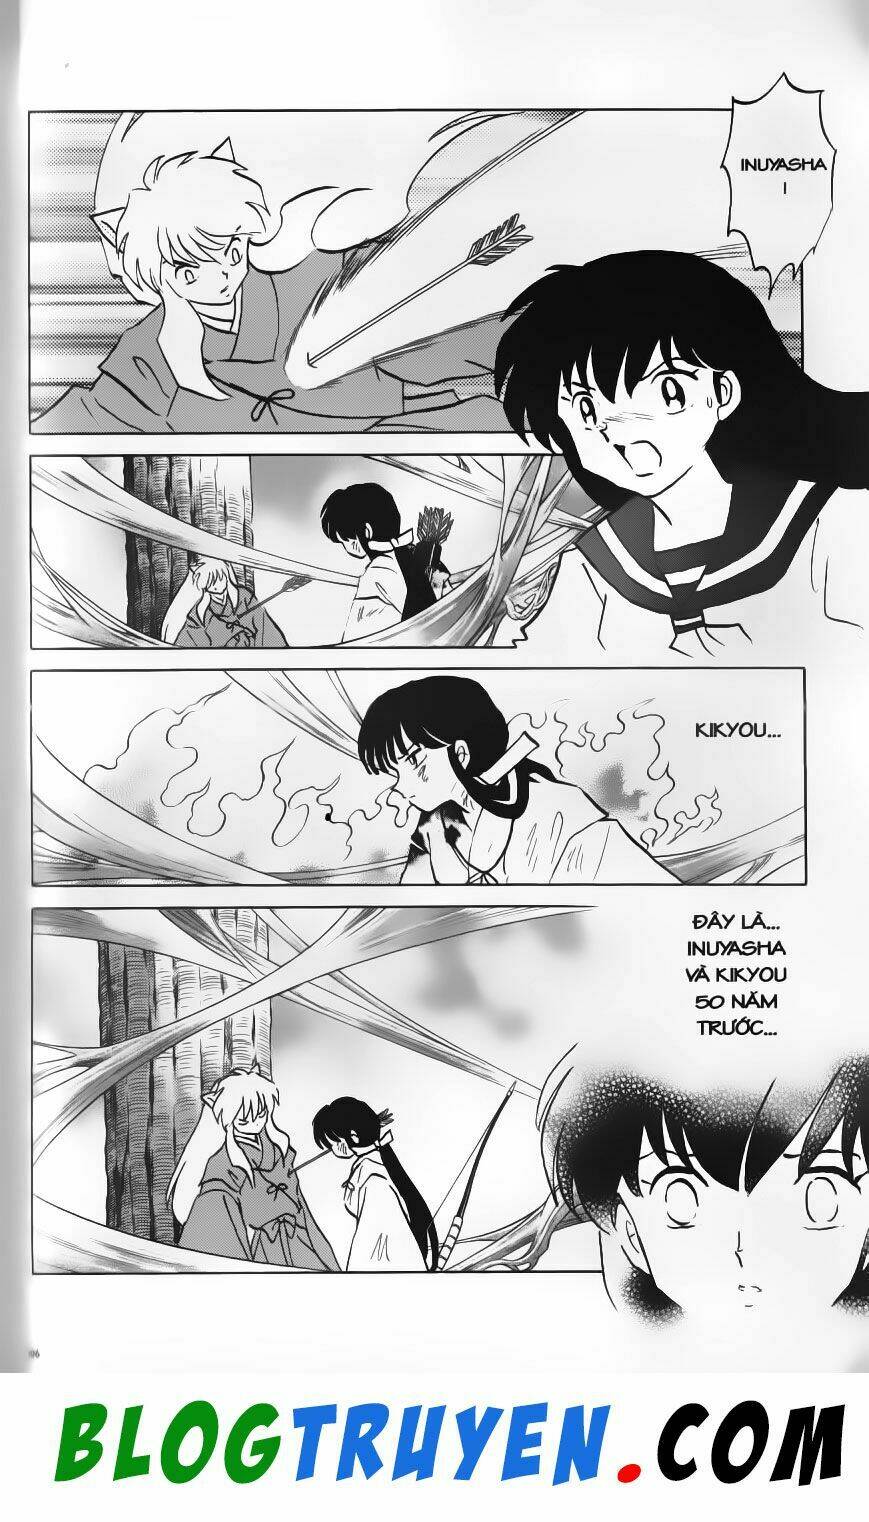 INUYASHA
!
KIKYOU...
ĐÂY LÀ...
INUYASHA
VÀ KIKYOU
50 NĂM
TRƯỚC...
BLOGTRUYEN.COM